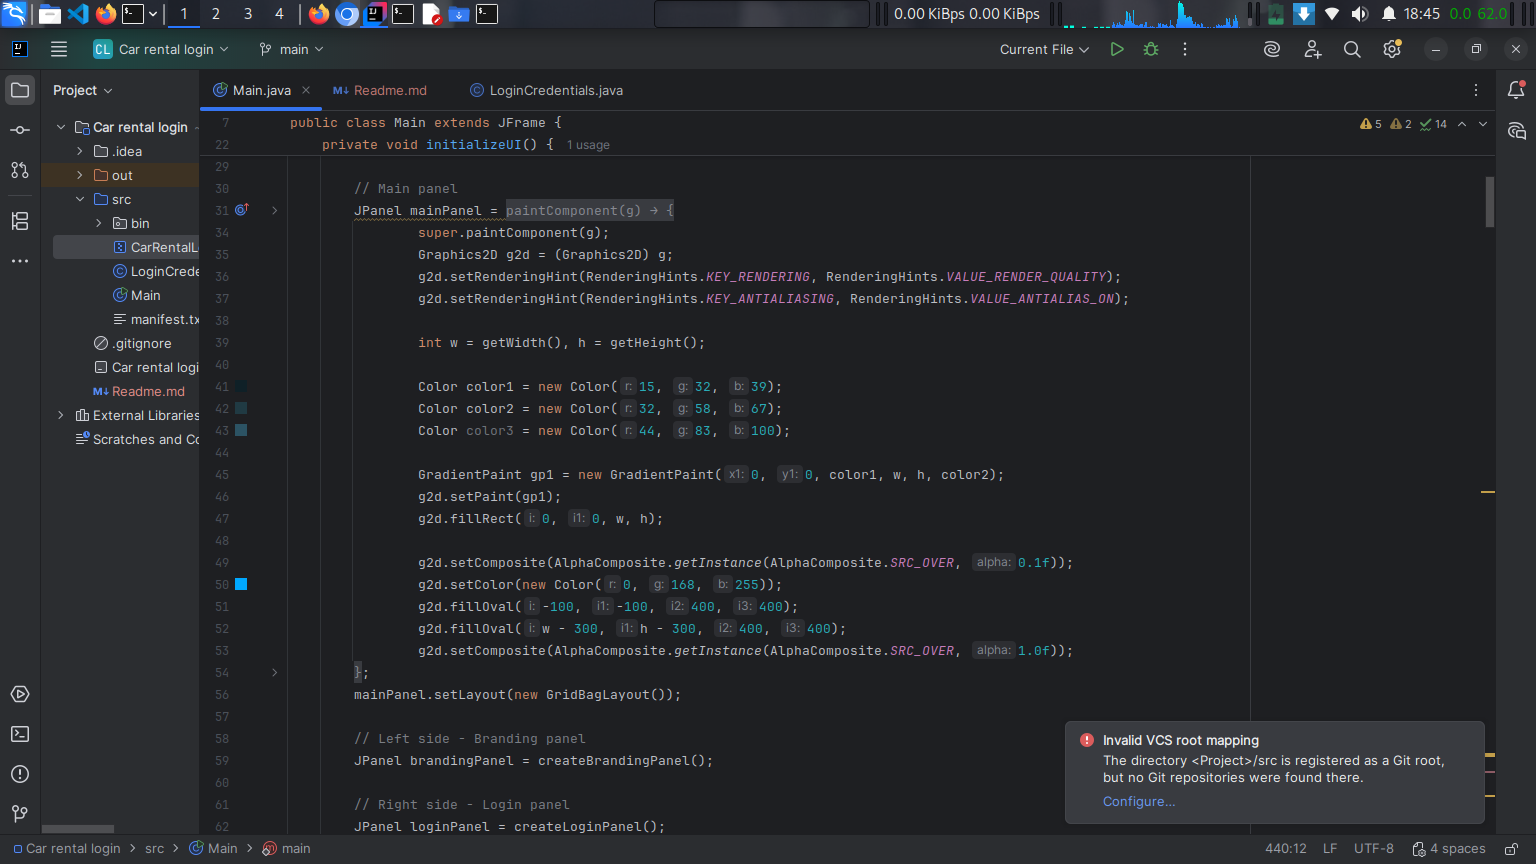 1 2 3 4 0.00 KiBps 0.00 KiBps 18:45 0.0 62.0
CL Car rental login main Current File
Project
Main.java
M↓ Readme.md
LoginCredentials.java
Car rental login
.idea
out
src
bin
CarRentalL
LoginCrede
Main
manifest.tx
.gitignore
Car rental logi
M↓ Readme.md
External Libraries
Scratches and Co
5 2 14
7 public class Main extends JFrame {
22 private void initializeUI() { 1 usage
29
30 // Main panel
31 JPanel mainPanel = paintComponent(g) → {
34 super.paintComponent(g);
35 Graphics2D g2d = (Graphics2D) g;
36 g2d.setRenderingHint(RenderingHints.KEY_RENDERING, RenderingHints.VALUE_RENDER_QUALITY);
37 g2d.setRenderingHint(RenderingHints.KEY_ANTIALIASING, RenderingHints.VALUE_ANTIALIAS_ON);
38
39 int w = getWidth(), h = getHeight();
40
41 Color color1 = new Color( r: 15, g: 32, b: 39);
42 Color color2 = new Color( r: 32, g: 58, b: 67);
43 Color color3 = new Color( r: 44, g: 83, b: 100);
44
45 GradientPaint gp1 = new GradientPaint( x1: 0, y1: 0, color1, w, h, color2);
46 g2d.setPaint(gp1);
47 g2d.fillRect( i: 0, i1: 0, w, h);
48
49 g2d.setComposite(AlphaComposite.getInstance(AlphaComposite.SRC_OVER, alpha: 0.1f));
50 g2d.setColor(new Color( r: 0, g: 168, b: 255));
51 g2d.fillOval( i: -100, i1: -100, i2: 400, i3: 400);
52 g2d.fillOval( i: w - 300, i1: h - 300, i2: 400, i3: 400);
53 g2d.setComposite(AlphaComposite.getInstance(AlphaComposite.SRC_OVER, alpha: 1.0f));
54 };
56 mainPanel.setLayout(new GridBagLayout());
57
58 // Left side - Branding panel
59 JPanel brandingPanel = createBrandingPanel();
60
61 // Right side - Login panel
62 JPanel loginPanel = createLoginPanel();
Invalid VCS root mapping
The directory <Project>/src is registered as a Git root,
but no Git repositories were found there.
Configure...
Car rental login > src > Main > main 440:12 LF UTF-8 4 spaces